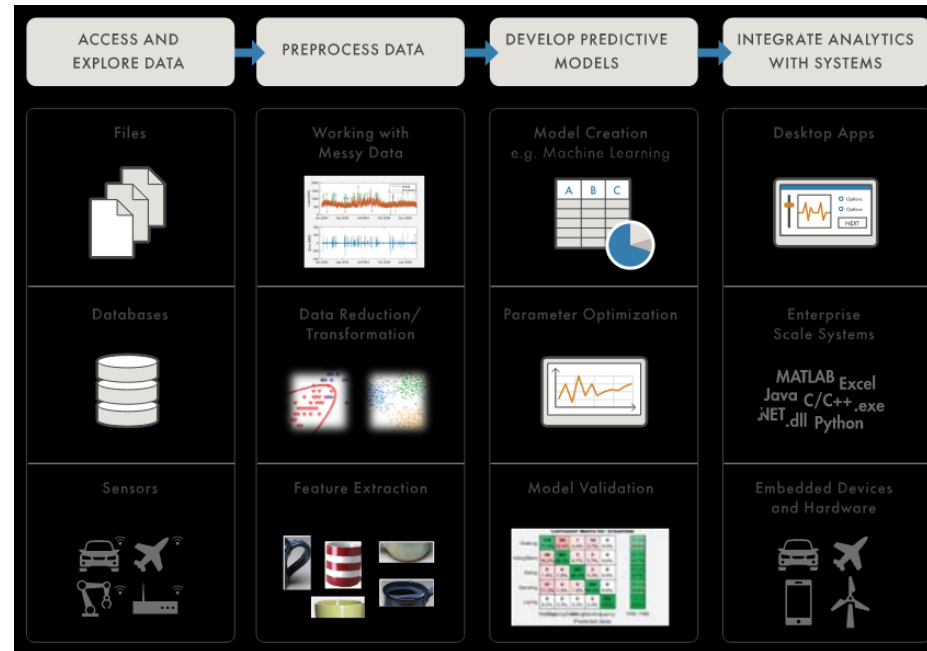 ACCESS AND
EXPLORE DATA
PREPROCESS DATA
DEVELOP PREDICTIVE
MODELS
INTEGRATE ANALYTICS
WITH SYSTEMS
Files
Working with
Messy Data
Model Creation
e.g. Machine Learning
A B C
Desktop Apps
Options
Options
NEXT
Databases
Data Reduction/
Transformation
Parameter Optimization
Enterprise
Scale Systems
MATLAB Excel
Java C/C++ .exe
.NET .dll Python
Sensors
Feature Extraction
Model Validation
Embedded Devices
and Hardware